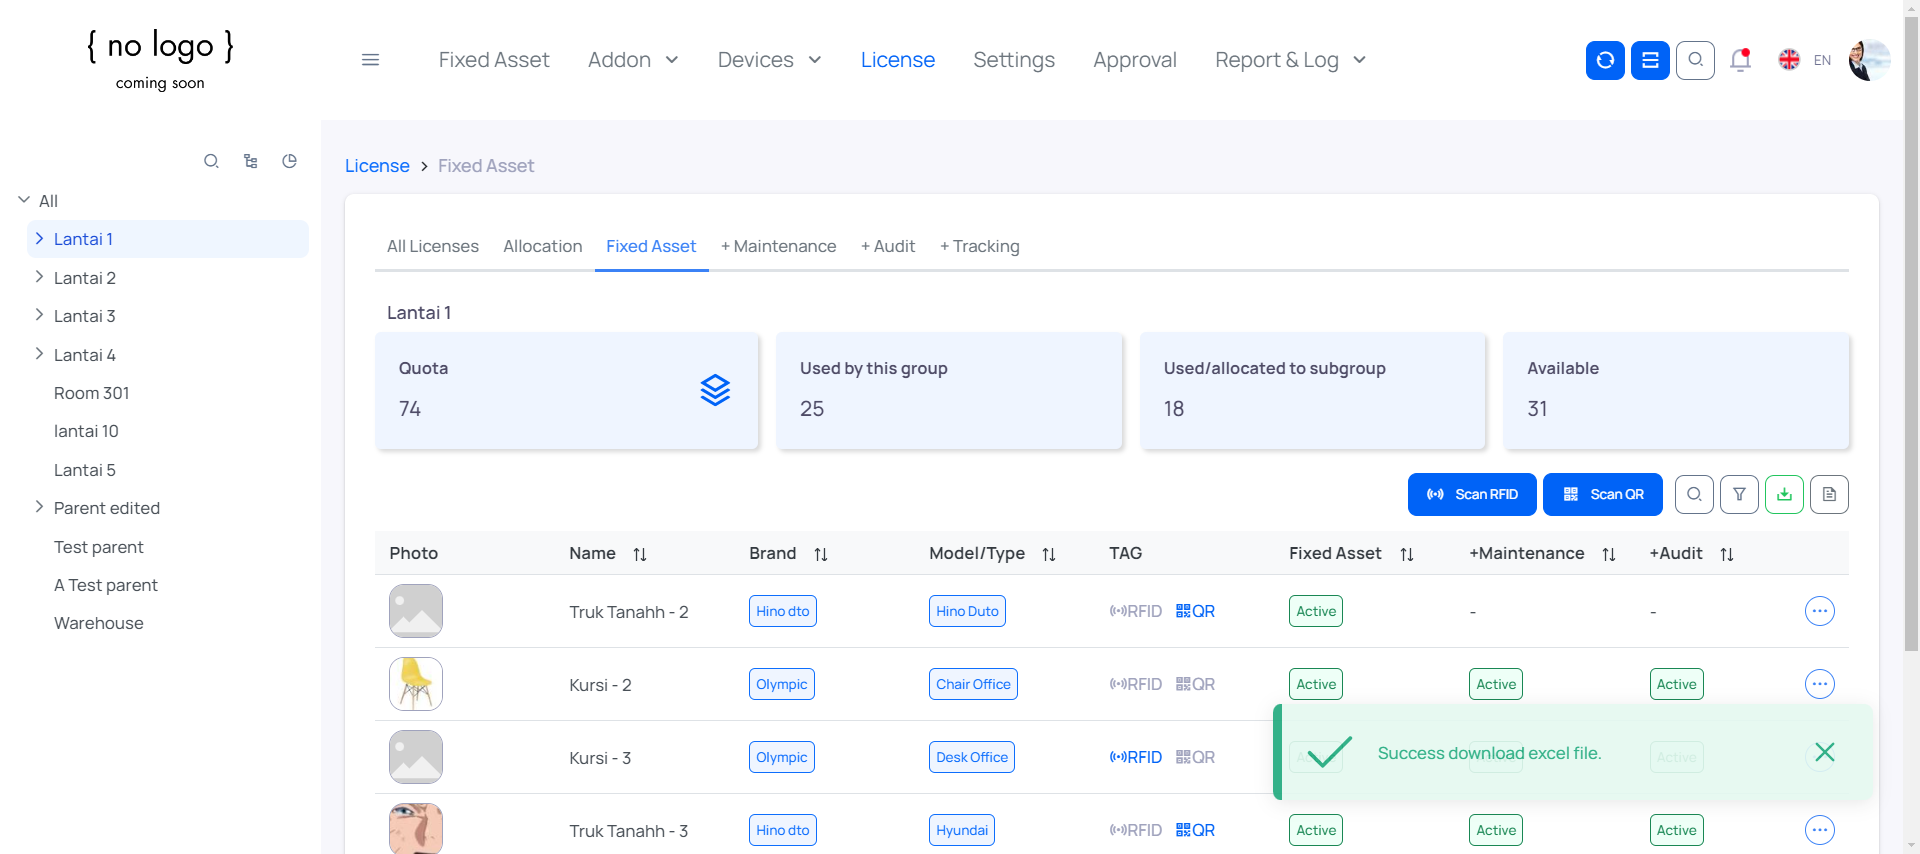 { no logo }
coming soon
Fixed Asset Addon Devices License Settings Approval Report & Log EN
All
Lantai 1
Lantai 2
Lantai 3
Lantai 4
Room 301
lantai 10
Lantai 5
Parent edited
Test parent
A Test parent
Warehouse
License > Fixed Asset
All Licenses Allocation Fixed Asset + Maintenance + Audit + Tracking
Lantai 1
Quota Used by this group Used/allocated to subgroup Available
74 25 18 31
Scan RFID Scan QR
Photo Name Brand Model/Type TAG Fixed Asset +Maintenance +Audit
Truk Tanahh - 2 Hino dto Hino Duto RFID QR Active - -
Kursi - 2 Olympic Chair Office RFID QR Active Active Active
Kursi - 3 Olympic Desk Office RFID QR Active
Success download excel file.
Truk Tanahh - 3 Hino dto Hyundai RFID QR Active Active Active